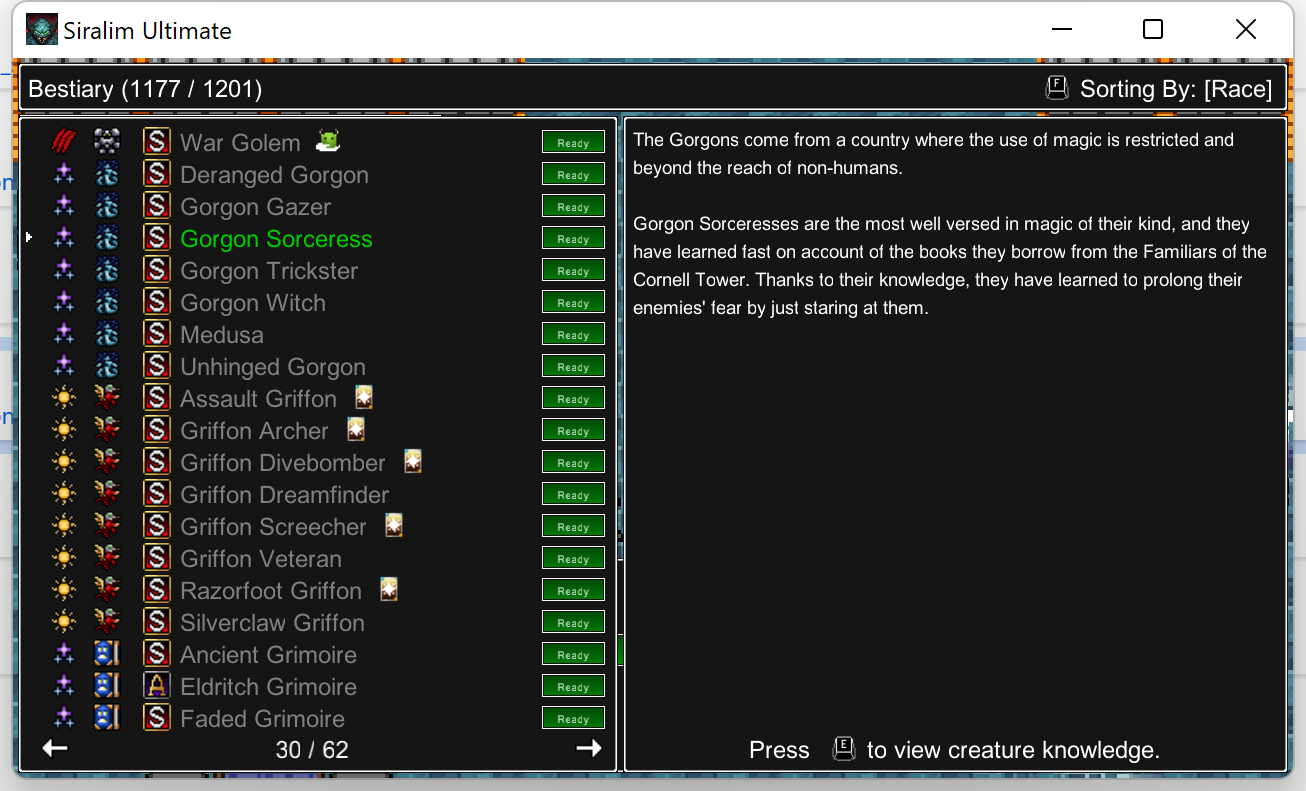 Siralim Ultimate
Bestiary (1177 / 1201)
F Sorting By: [Race]
S War Golem Ready
S Deranged Gorgon Ready
S Gorgon Gazer Ready
S Gorgon Sorceress Ready
S Gorgon Trickster Ready
S Gorgon Witch Ready
S Medusa Ready
S Unhinged Gorgon Ready
S Assault Griffon Ready
S Griffon Archer Ready
S Griffon Divebomber Ready
S Griffon Dreamfinder Ready
S Griffon Screecher Ready
S Griffon Veteran Ready
S Razorfoot Griffon Ready
S Silverclaw Griffon Ready
S Ancient Grimoire Ready
A Eldritch Grimoire Ready
S Faded Grimoire Ready
30 / 62
The Gorgons come from a country where the use of magic is restricted and
beyond the reach of non-humans.
Gorgon Sorceresses are the most well versed in magic of their kind, and they
have learned fast on account of the books they borrow from the Familiars of the
Cornell Tower. Thanks to their knowledge, they have learned to prolong their
enemies' fear by just staring at them.
Press E to view creature knowledge.